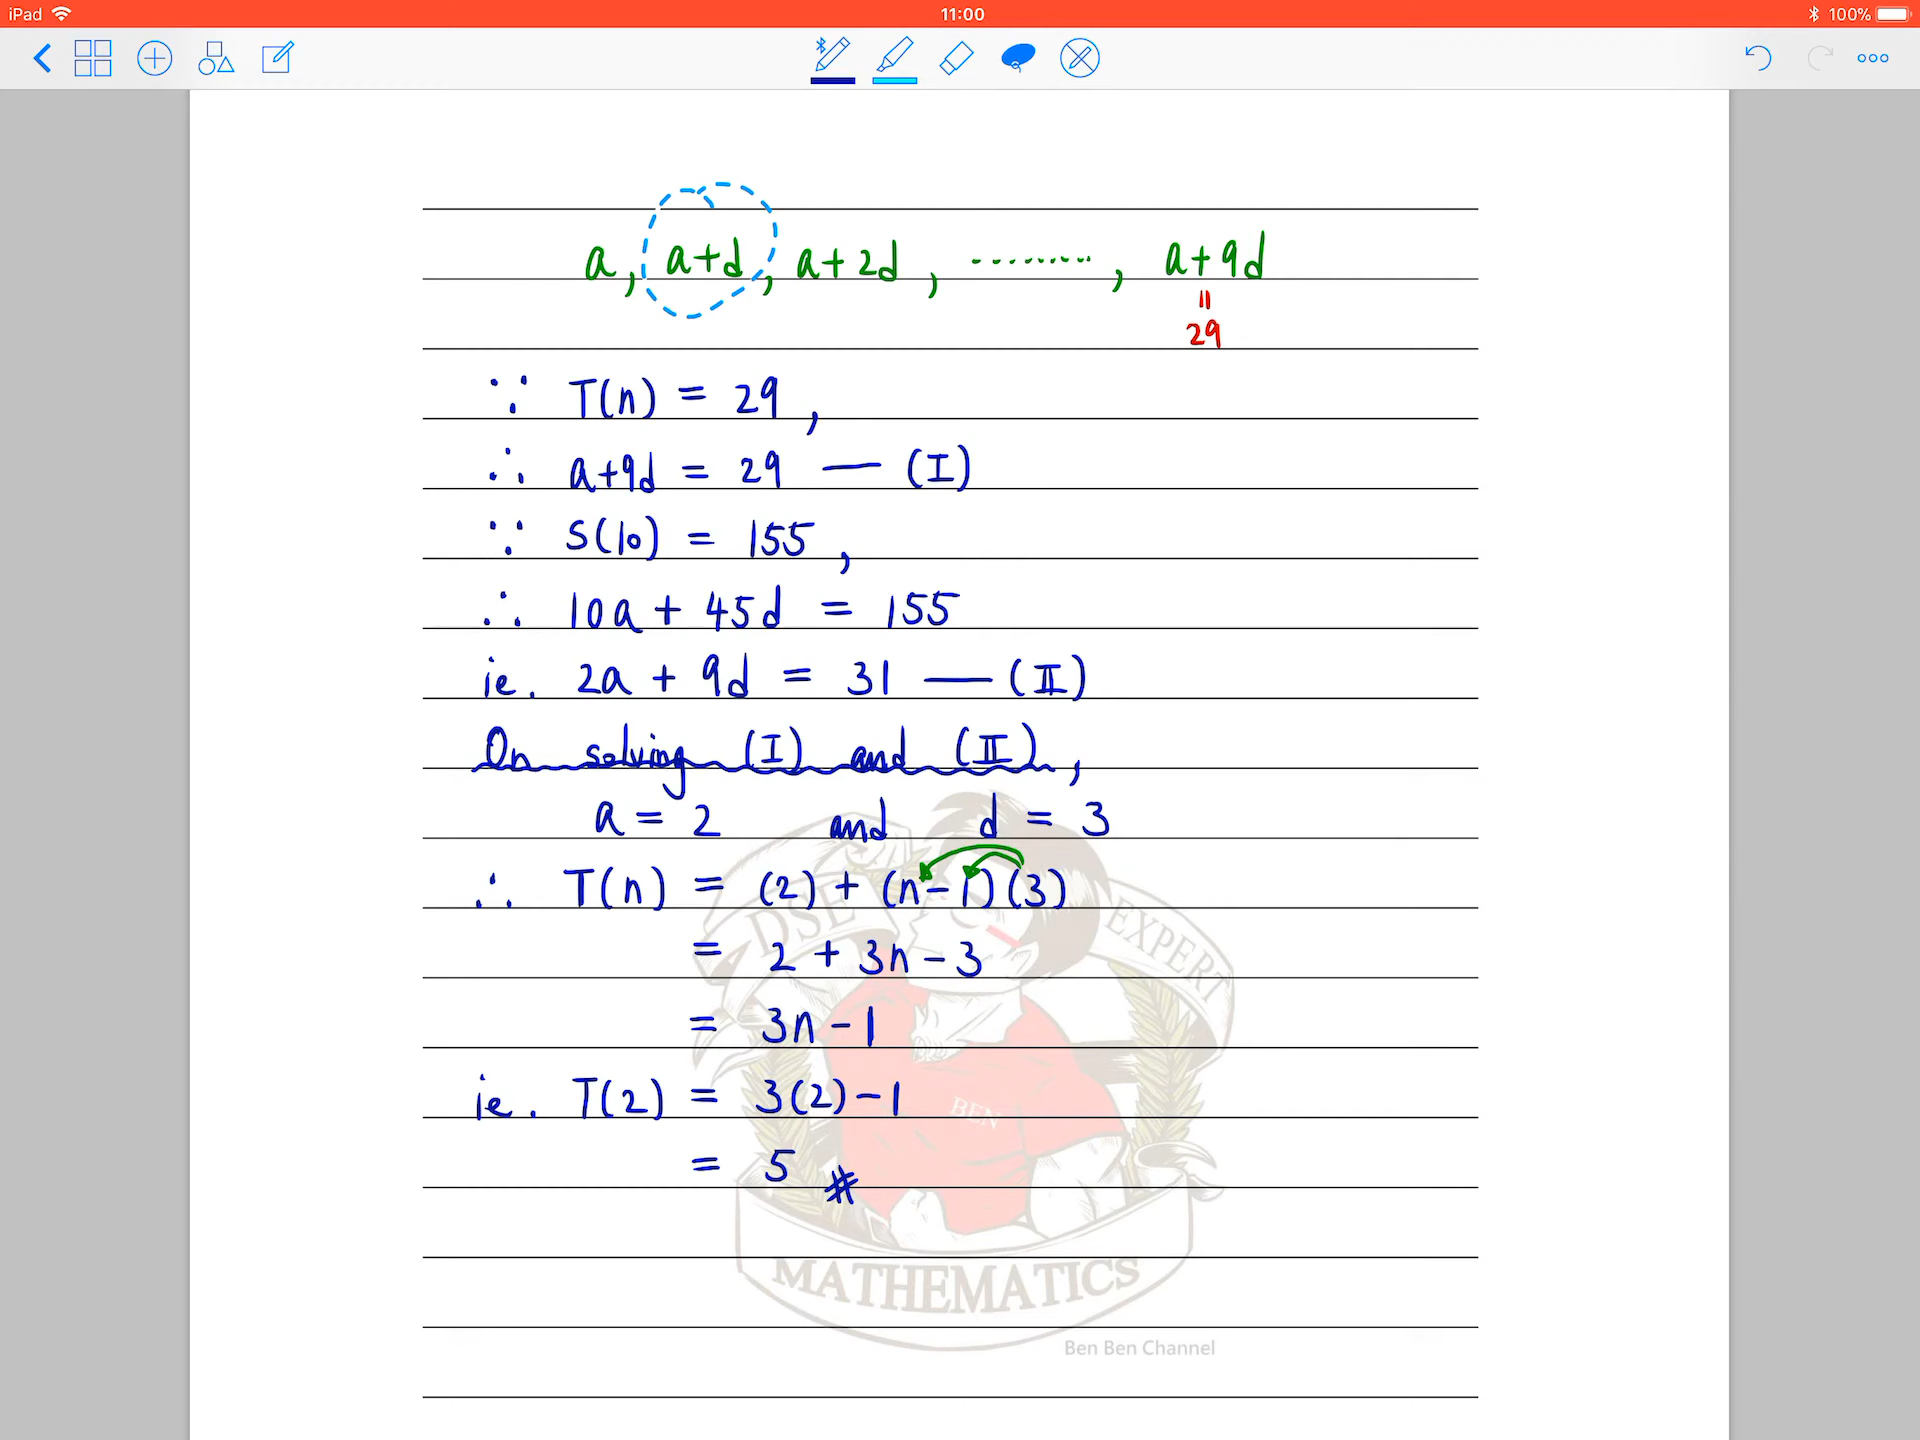 iPad 11:00 100%
a, a+d, a+2d, ………, a+9d
=
29
∵ T(n) = 29,
∴ a+9d = 29 — (I)
∵ S(10) = 155,
∴ 10a + 45d = 155
ie. 2a + 9d = 31 — (II)
On solving (I) and (II),
a = 2 and d = 3
∴ T(n) = (2) + (n-1)(3)
= 2 + 3n - 3
= 3n - 1
ie. T(2) = 3(2) - 1
= 5 #
DSE EXPERT
BEN
MATHEMATICS
Ben Ben Channel